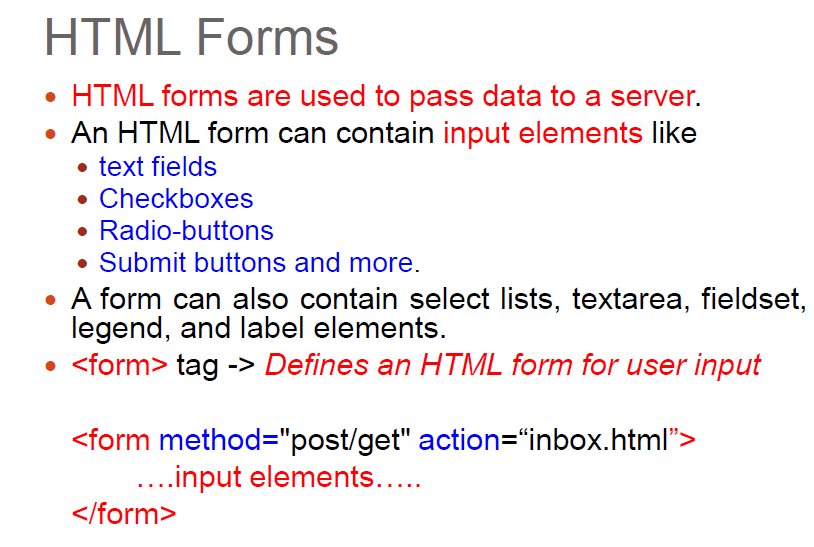 HTML Forms
• HTML forms are used to pass data to a server.
• An HTML form can contain input elements like
• text fields
• Checkboxes
• Radio-buttons
• Submit buttons and more.
• A form can also contain select lists, textarea, fieldset,
legend, and label elements.
• <form> tag -> Defines an HTML form for user input
<form method="post/get" action=“inbox.html”>
….input elements…..
</form>